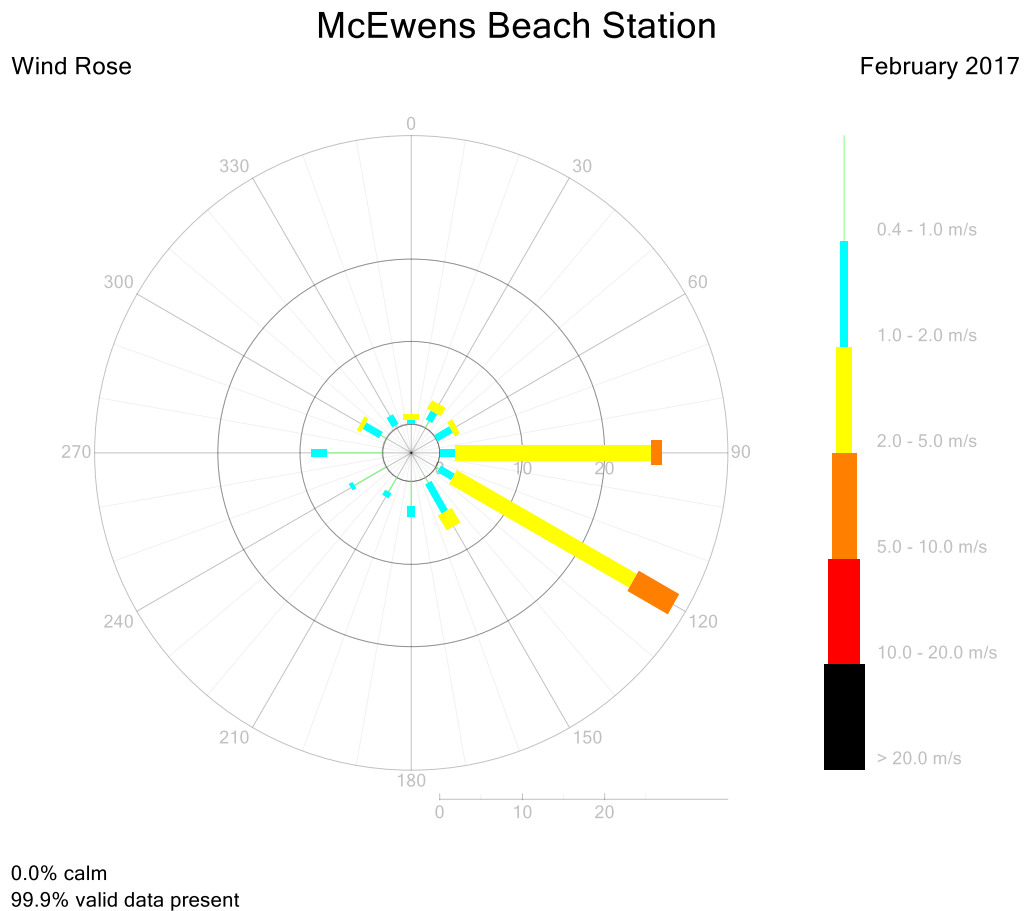 McEwens Beach Station
Wind Rose
February 2017
0
330
30
300
60
0.4 - 1.0 m/s
1.0 - 2.0 m/s
2.0 - 5.0 m/s
270
90
0
10
20
5.0 - 10.0 m/s
240
120
10.0 - 20.0 m/s
210
150
> 20.0 m/s
180
0
10
20
0.0% calm
99.9% valid data present